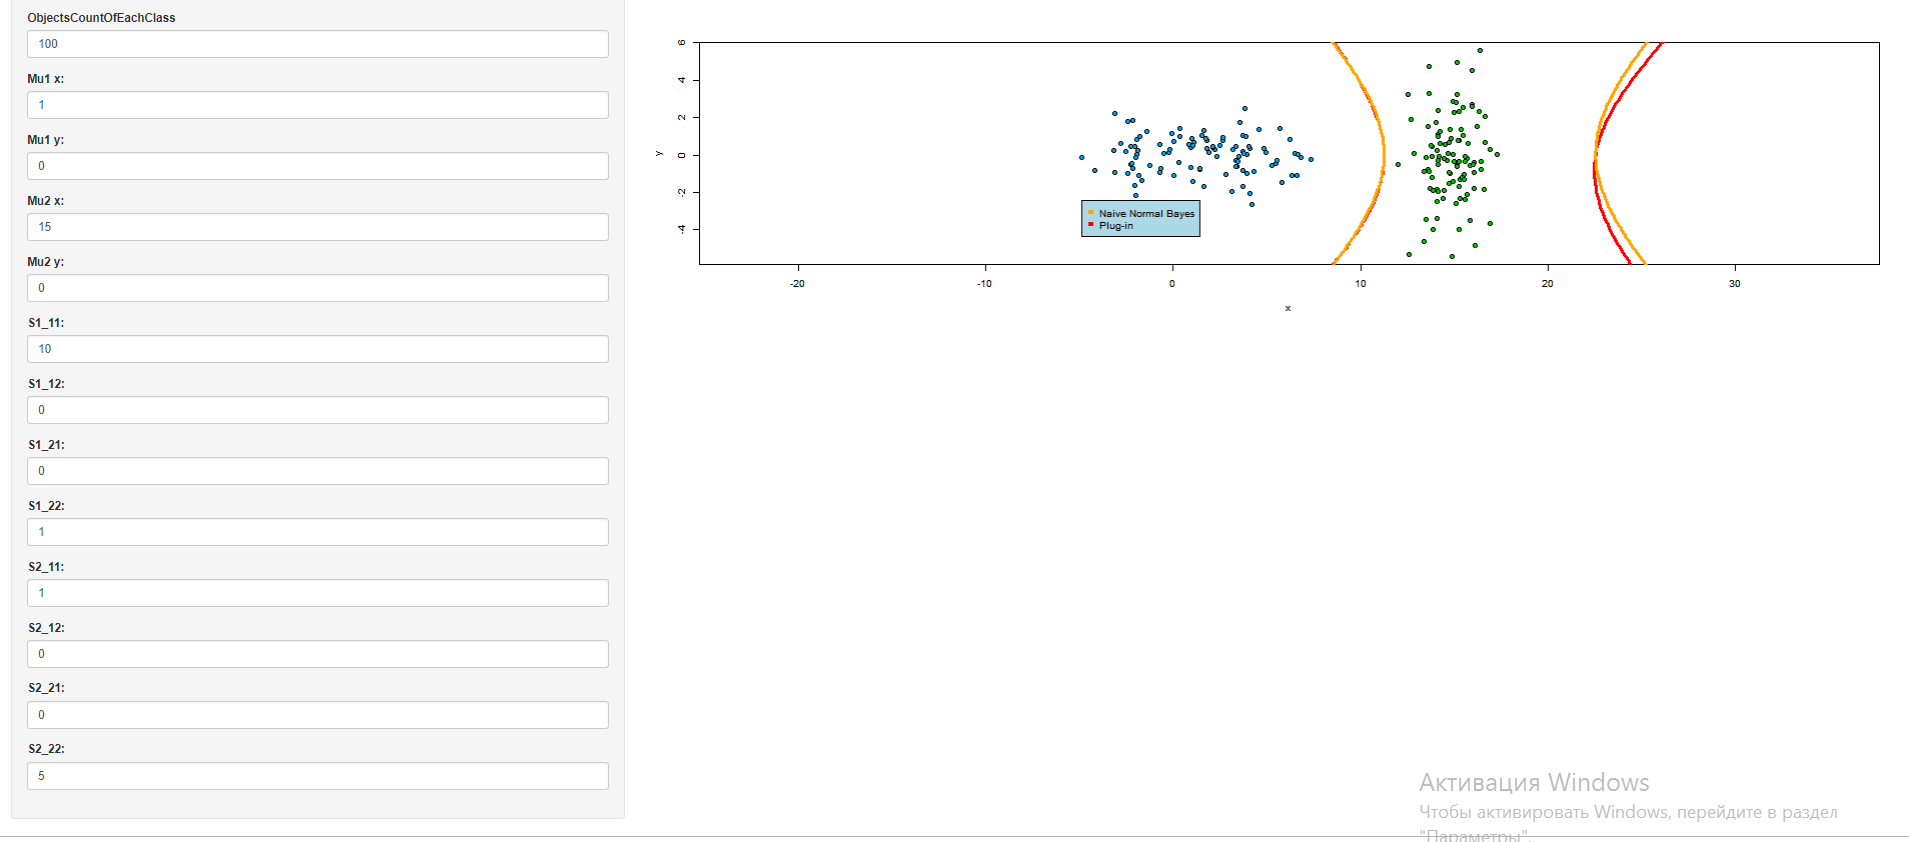 ObjectsCountOfEachClass
100
Mu1 x:
1
Mu1 y:
0
Mu2 x:
15
Mu2 y:
0
S1_11:
10
S1_12:
0
S1_21:
0
S1_22:
1
S2_11:
1
S2_12:
0
S2_21:
0
S2_22:
5
6
4
2
0
-2
-4
y
Naive Normal Bayes
Plug-in
-20 -10 0 10 20 30
x
Активация Windows
Чтобы активировать Windows, перейдите в раздел
"Параметры".